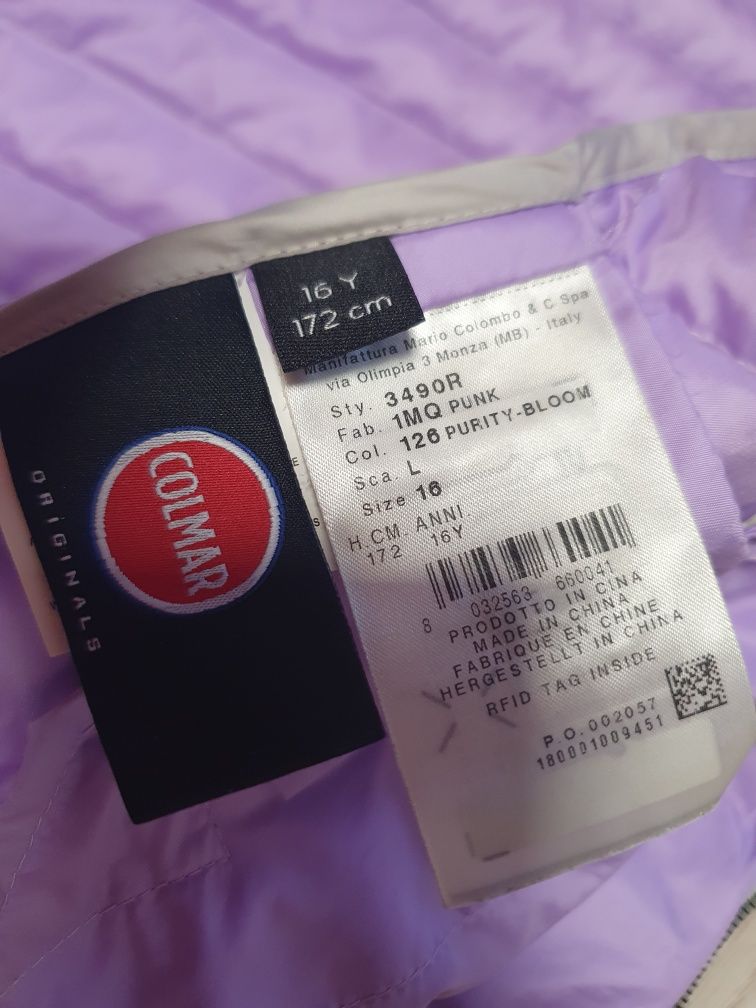 16 Y
172 cm
COLMAR
ORIGINALS
Manifattura Mario Colombo & C Spa
via Olimpia 3 Monza (MB) - Italy
Sty. 3490R
Fab. 1MQ PUNK
Col. 126 PURITY-BLOOM
Sca. L
Size 16
H.CM ANNI.
172 16Y
8 032563 660041
PRODOTTO IN CINA
MADE IN CHINA
FABRIQUE EN CHINE
HERGESTELLT IN CHINA
RFID TAG INSIDE
P.O.002057
180001009451